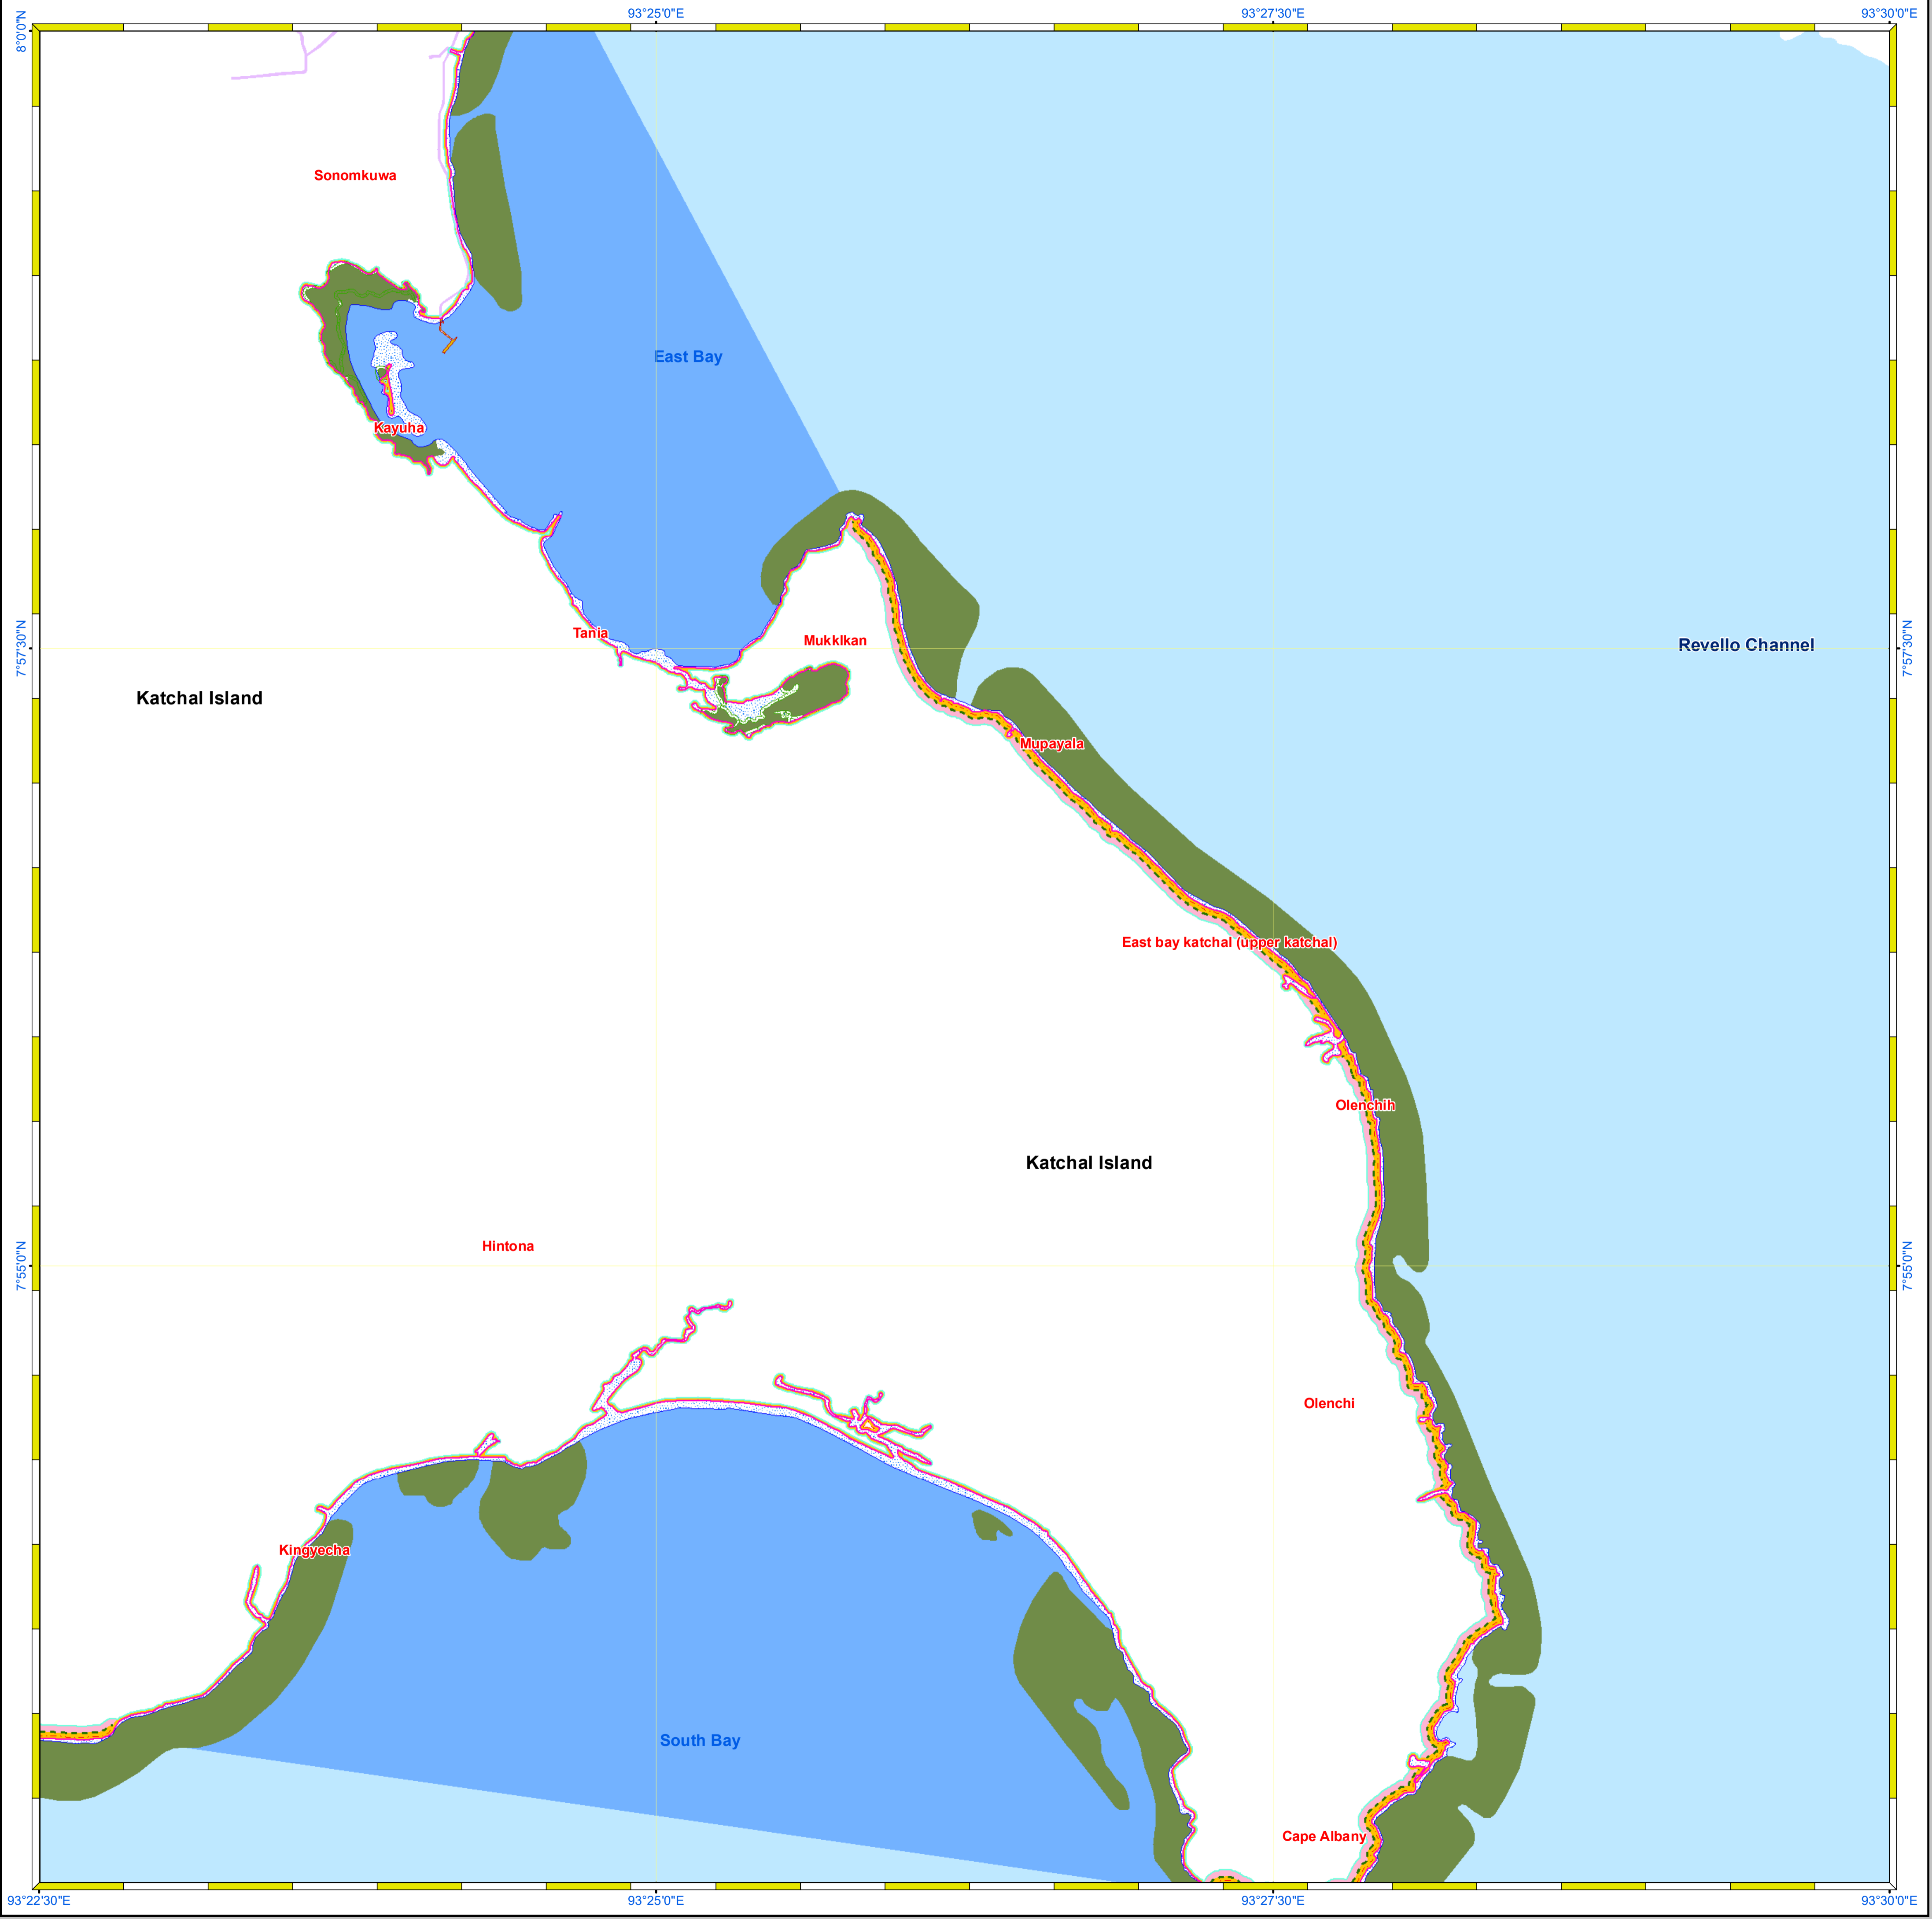 93°25'0"E
93°27'30"E
93°30'0"E
8°0'0"N
Sonomkuwa
East Bay
Kayuha
Tania
Mukklkan
7°57'30"N
Revello Channel
7°57'30"N
Katchal Island
Mupayala
East bay katchal (upper katchal)
Olenchih
Katchal Island
Hintona
7°55'0"N
7°55'0"N
Olenchi
Kingyecha
South Bay
Cape Albany
93°22'30"E
93°25'0"E
93°27'30"E
93°30'0"E